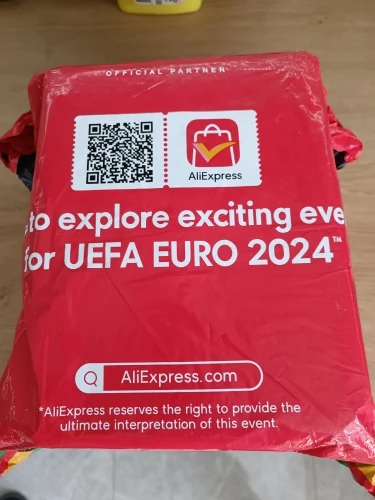 OFFICIAL PARTNER
AliExpress
to explore exciting eve
for UEFA EURO 2024™
AliExpress.com
*AliExpress reserves the right to provide the
ultimate interpretation of this event.